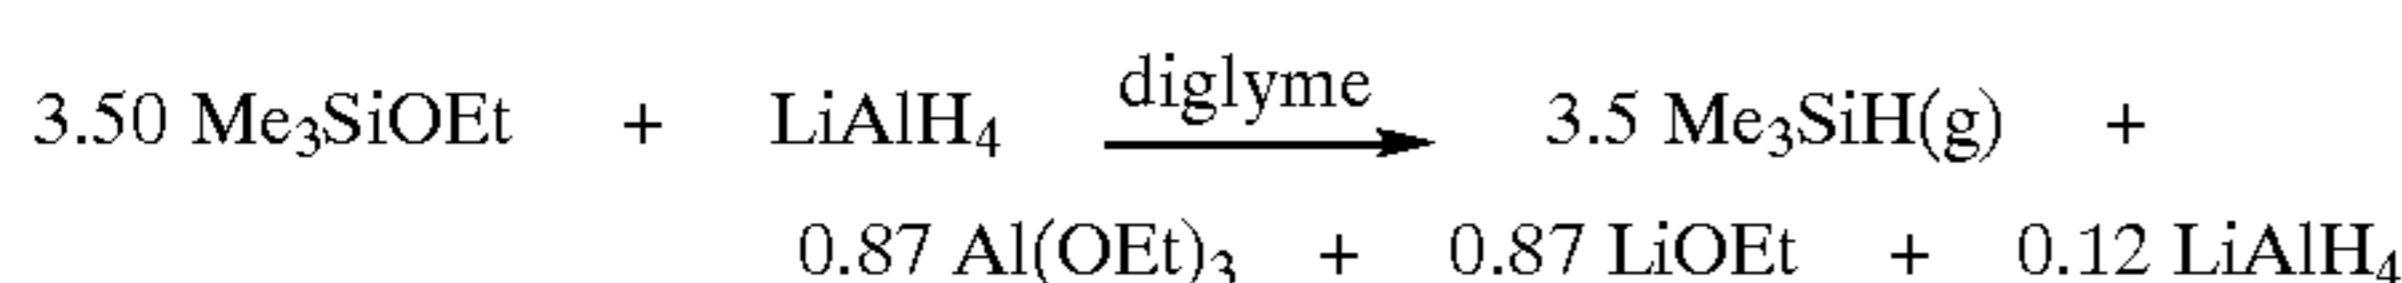 3.50 Me₃SiOEt + LiAlH₄ diglyme 3.5 Me₃SiH(g) +
0.87 Al(OEt)₃ + 0.87 LiOEt + 0.12 LiAlH₄